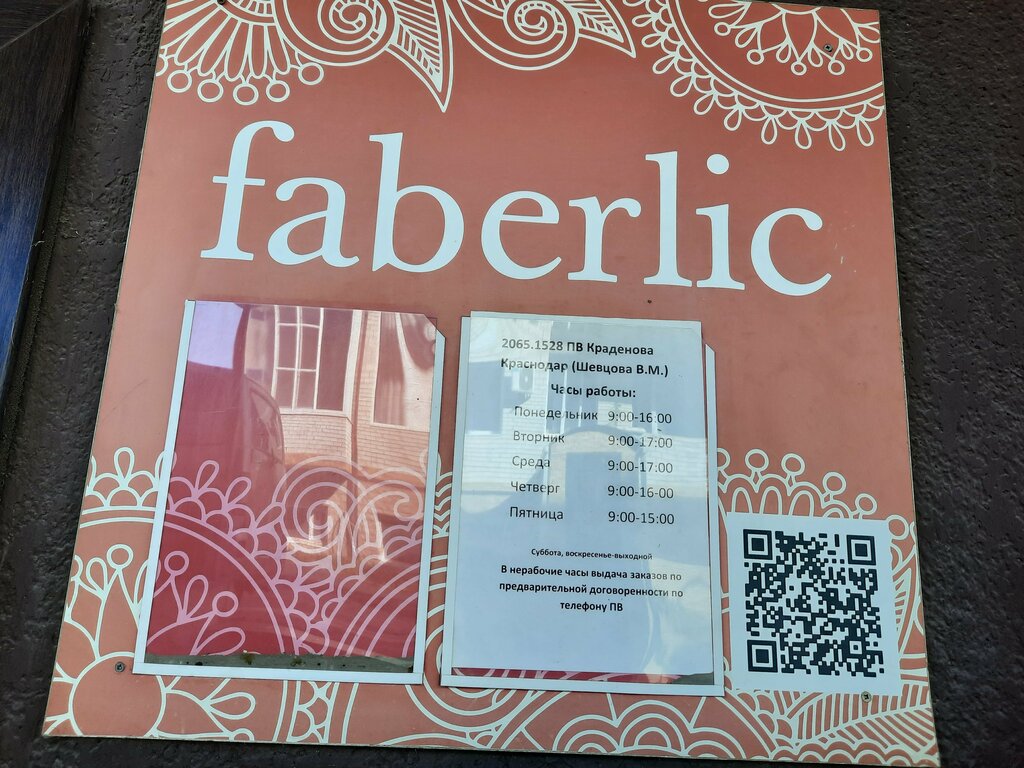 faberlic
2065.1528 ПВ Краденова
Краснодар (Шевцова В.М.)
Часы работы:
Понедельник 9:00-16:00
Вторник 9:00-17:00
Среда 9:00-17:00
Четверг 9:00-16-00
Пятница 9:00-15:00
Суббота, воскресенье-выходной
В нерабочие часы выдача заказов по
предварительной договоренности по
телефону ПВ